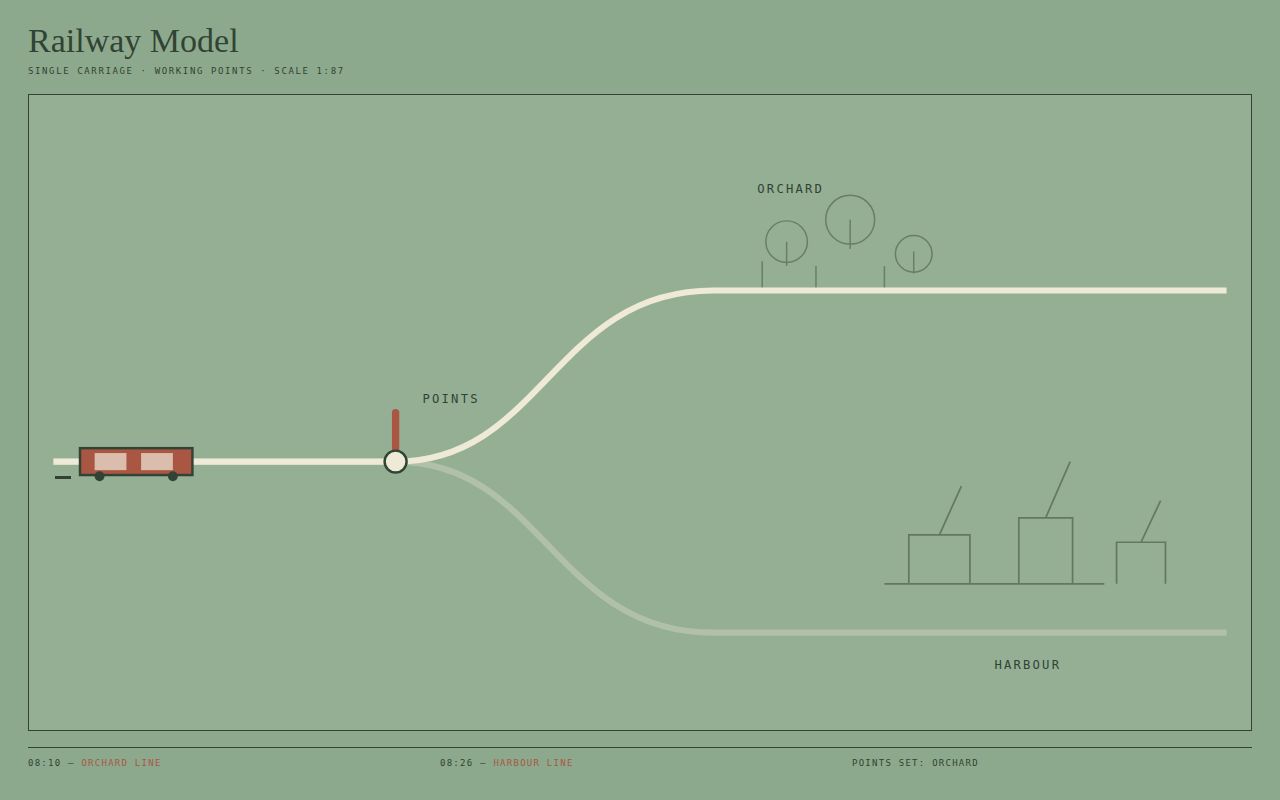 Railway Model
SINGLE CARRIAGE · WORKING POINTS · SCALE 1:87
ORCHARD
POINTS
HARBOUR
08:10 — ORCHARD LINE
08:26 — HARBOUR LINE
POINTS SET: ORCHARD